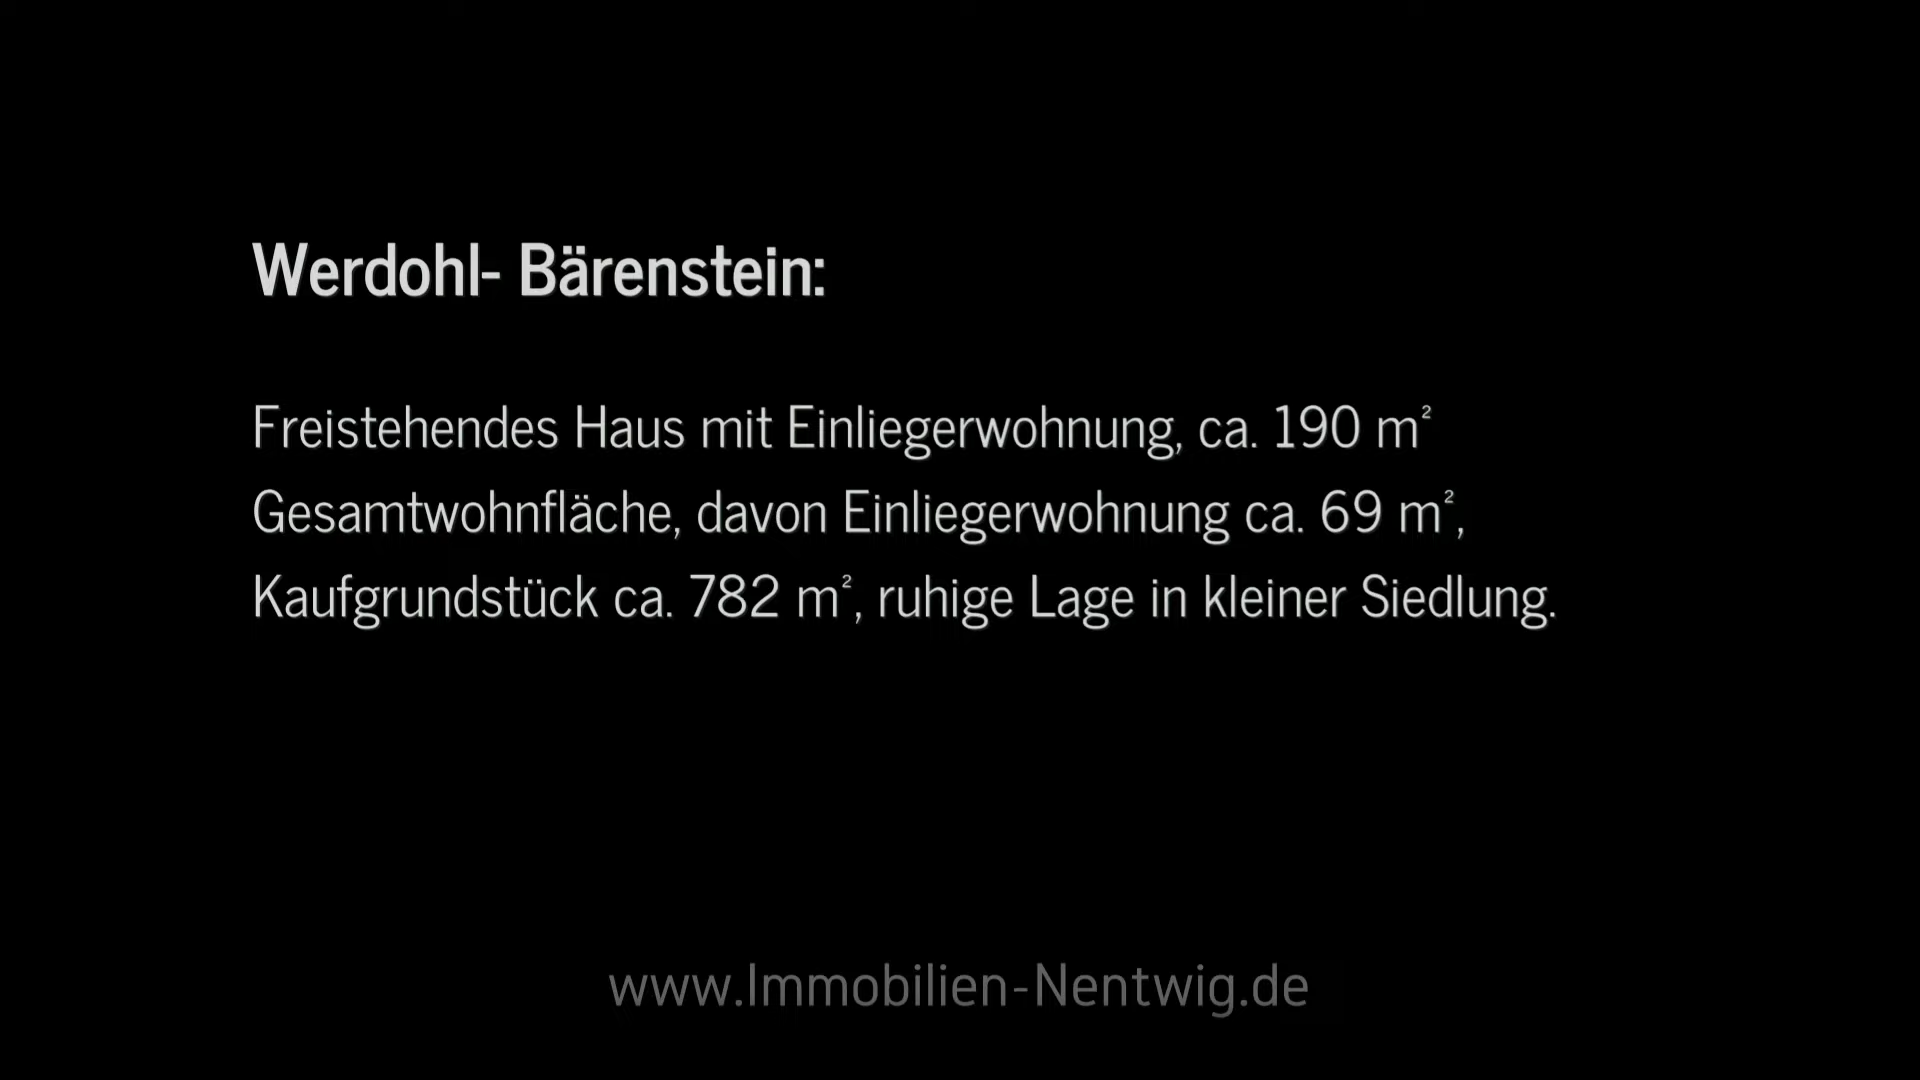 Werdohl- Bärenstein:
Freistehendes Haus mit Einliegerwohnung, ca. 190 m²
Gesamtwohnfläche, davon Einliegerwohnung ca. 69 m²,
Kaufgrundstück ca. 782 m², ruhige Lage in kleiner Siedlung.
www.Immobilien-Nentwig.de